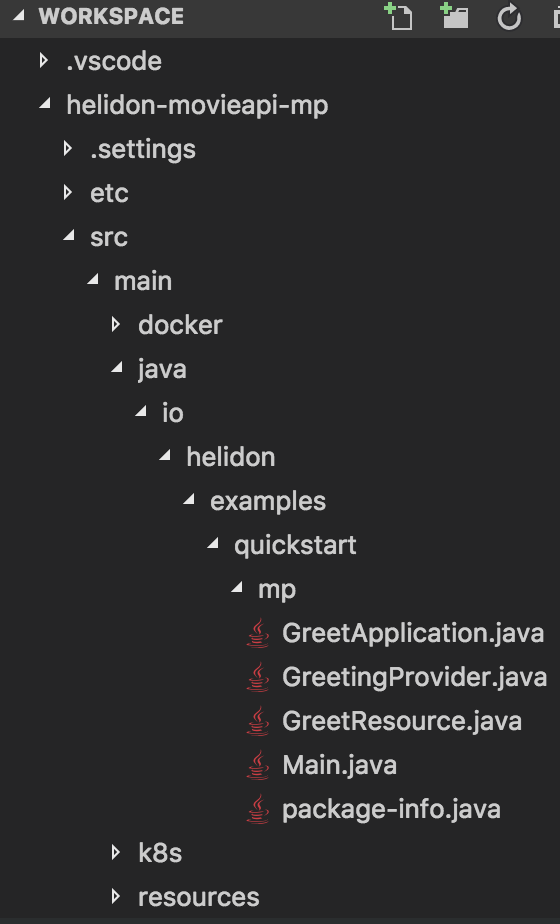 WORKSPACE
.vscode
helidon-movieapi-mp
.settings
etc
src
main
docker
java
io
helidon
examples
quickstart
mp
GreetApplication.java
GreetingProvider.java
GreetResource.java
Main.java
package-info.java
k8s
resources